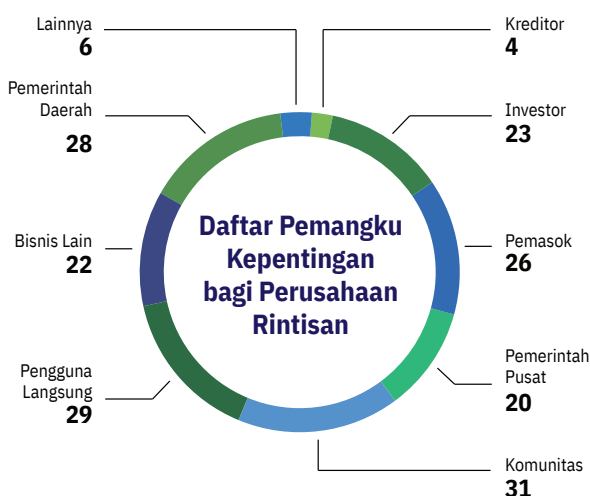 Lainnya
6
Kreditor
4
Pemerintah
Daerah
28
Investor
23
Daftar Pemangku
Kepentingan
bagi Perusahaan
Rintisan
Bisnis Lain
22
Pemasok
26
Pengguna
Langsung
29
Pemerintah
Pusat
20
Komunitas
31